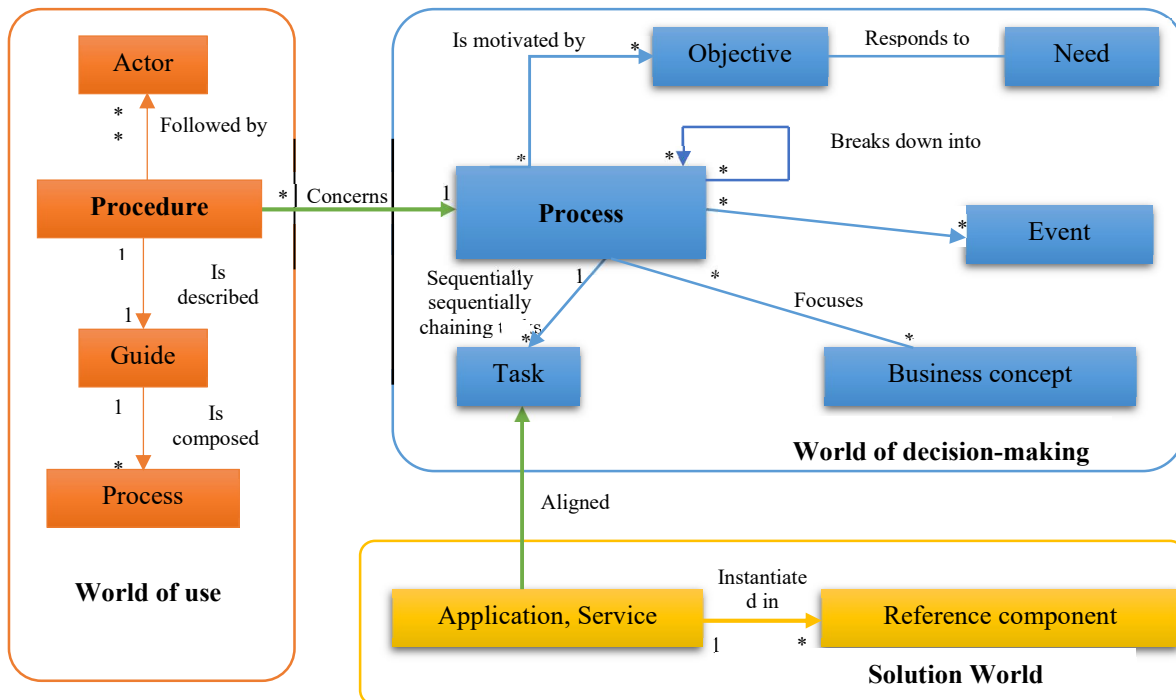 Actor
*
*
Followed by
Procedure
*
Concerns
1
1
Is
described
1
Guide
1
Is
composed
*
Process
World of use
Is motivated by
*
Objective
Responds to
Need
*
*
*
Breaks down into
Process
*
*
Event
Sequentially
sequentially
chaining
1
*
Task
*
Focuses
*
Business concept
World of decision-making
Aligned
Application, Service
Instantiate
d in
1
*
Reference component
Solution World